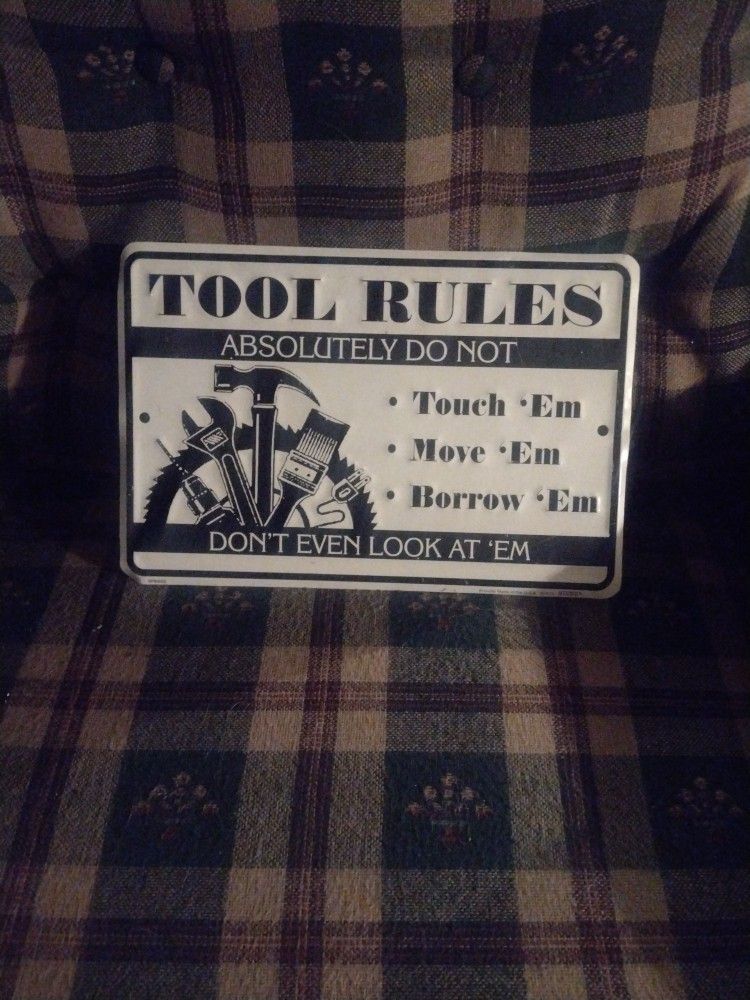 TOOL RULES
ABSOLUTELY DO NOT
• Touch ‘Em
• Move ‘Em
• Borrow ‘Em
DON'T EVEN LOOK AT ‘EM